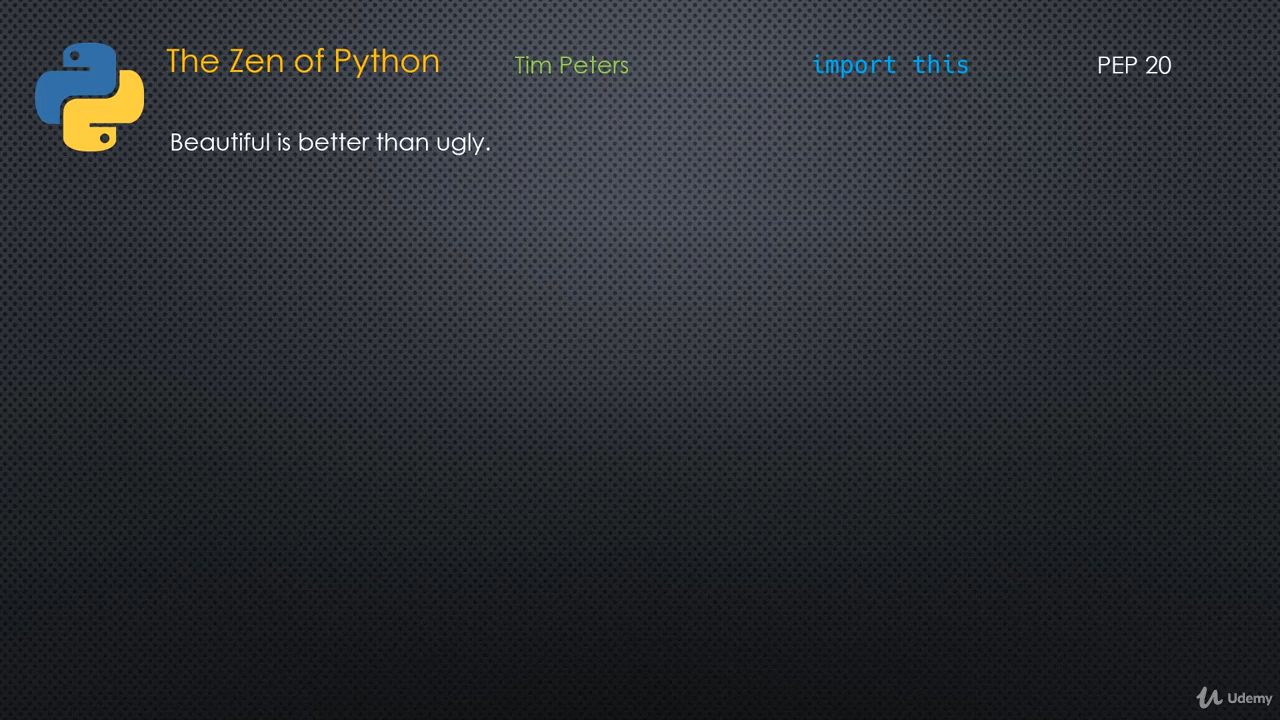 The Zen of Python Tim Peters import this PEP 20
Beautiful is better than ugly.
Udemy